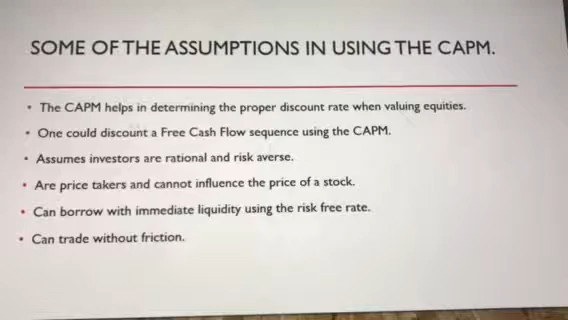 SOME OF THE ASSUMPTIONS IN USING THE CAPM.
• The CAPM helps in determining the proper discount rate when valuing equities.
• One could discount a Free Cash Flow sequence using the CAPM.
• Assumes investors are rational and risk averse.
• Are price takers and cannot influence the price of a stock.
• Can borrow with immediate liquidity using the risk free rate.
• Can trade without friction.